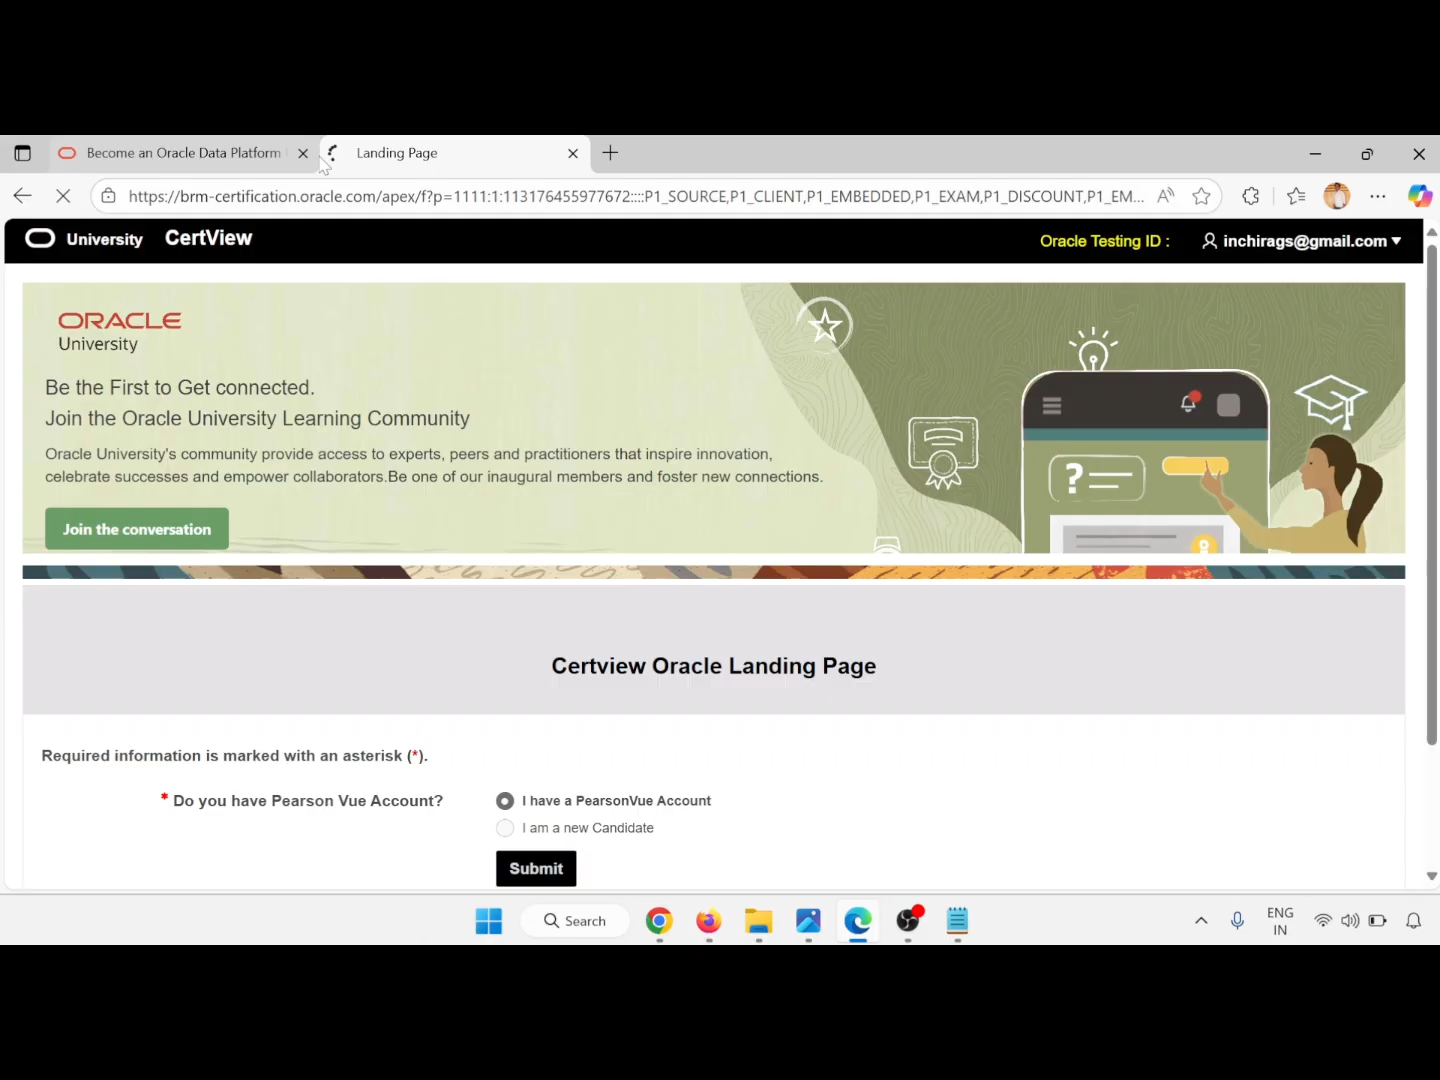 Become an Oracle Data Platform
Landing Page
https://brm-certification.oracle.com/apex/f?p=1111:1:113176455977672::::P1_SOURCE,P1_CLIENT,P1_EMBEDDED,P1_EXAM,P1_DISCOUNT,P1_EM...
University CertView
Oracle Testing ID :
inchirags@gmail.com
ORACLE
University
Be the First to Get connected.
Join the Oracle University Learning Community
Oracle University's community provide access to experts, peers and practitioners that inspire innovation,
celebrate successes and empower collaborators.Be one of our inaugural members and foster new connections.
Join the conversation
?
Certview Oracle Landing Page
Required information is marked with an asterisk (*).
* Do you have Pearson Vue Account?
I have a PearsonVue Account
I am a new Candidate
Submit
Search
ENG
IN